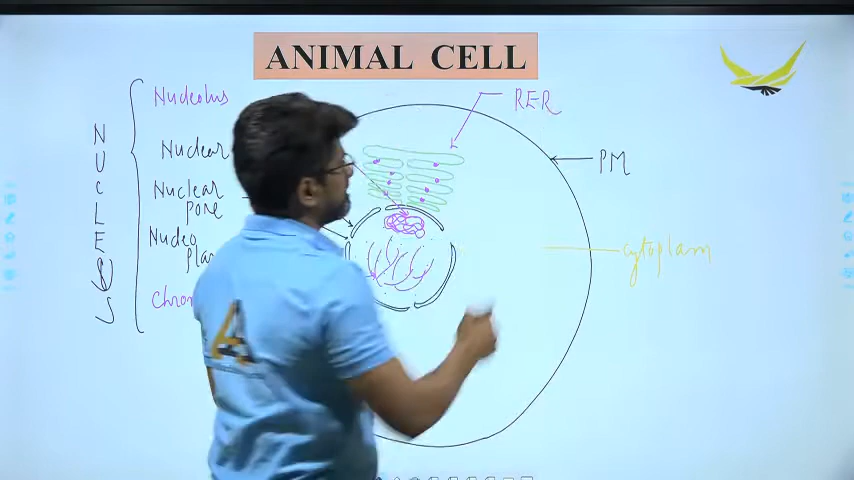 ANIMAL CELL
Nucleolus
RER
Nuclear
PM
Nuclear
pore
Nucleo
cytoplasm
NUCLEUS